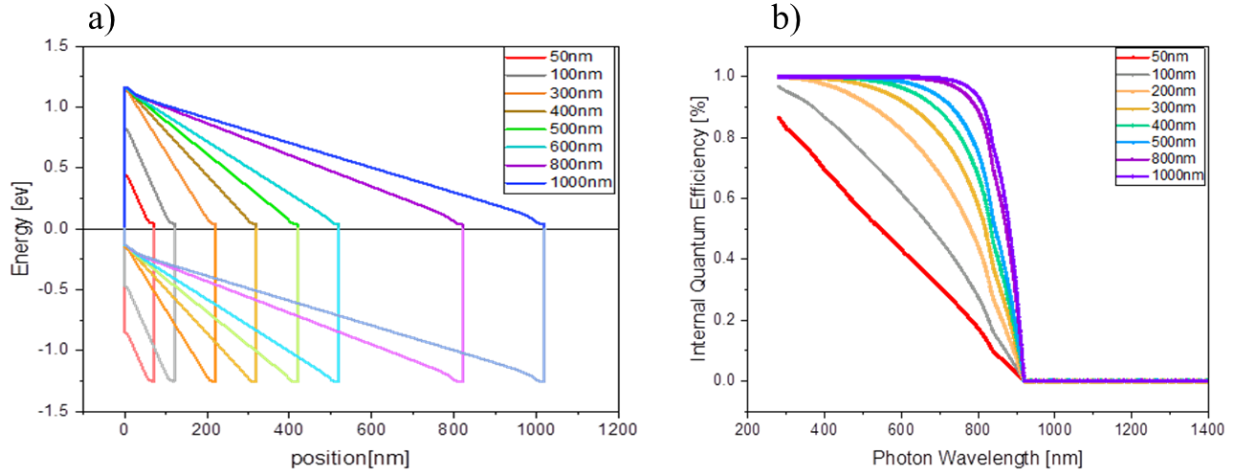 a)
1.5
1.0
0.5
0.0
-0.5
-1.0
-1.5
Energy [ev]
0
200
400
600
800
1000
1200
position[nm]
50nm
100nm
300nm
400nm
500nm
600nm
800nm
1000nm
b)
1.0
0.8
0.6
0.4
0.2
0.0
Internal Quantum Efficiency [%]
200
400
600
800
1000
1200
1400
Photon Wavelength [nm]
50nm
100nm
200nm
300nm
400nm
500nm
800nm
1000nm